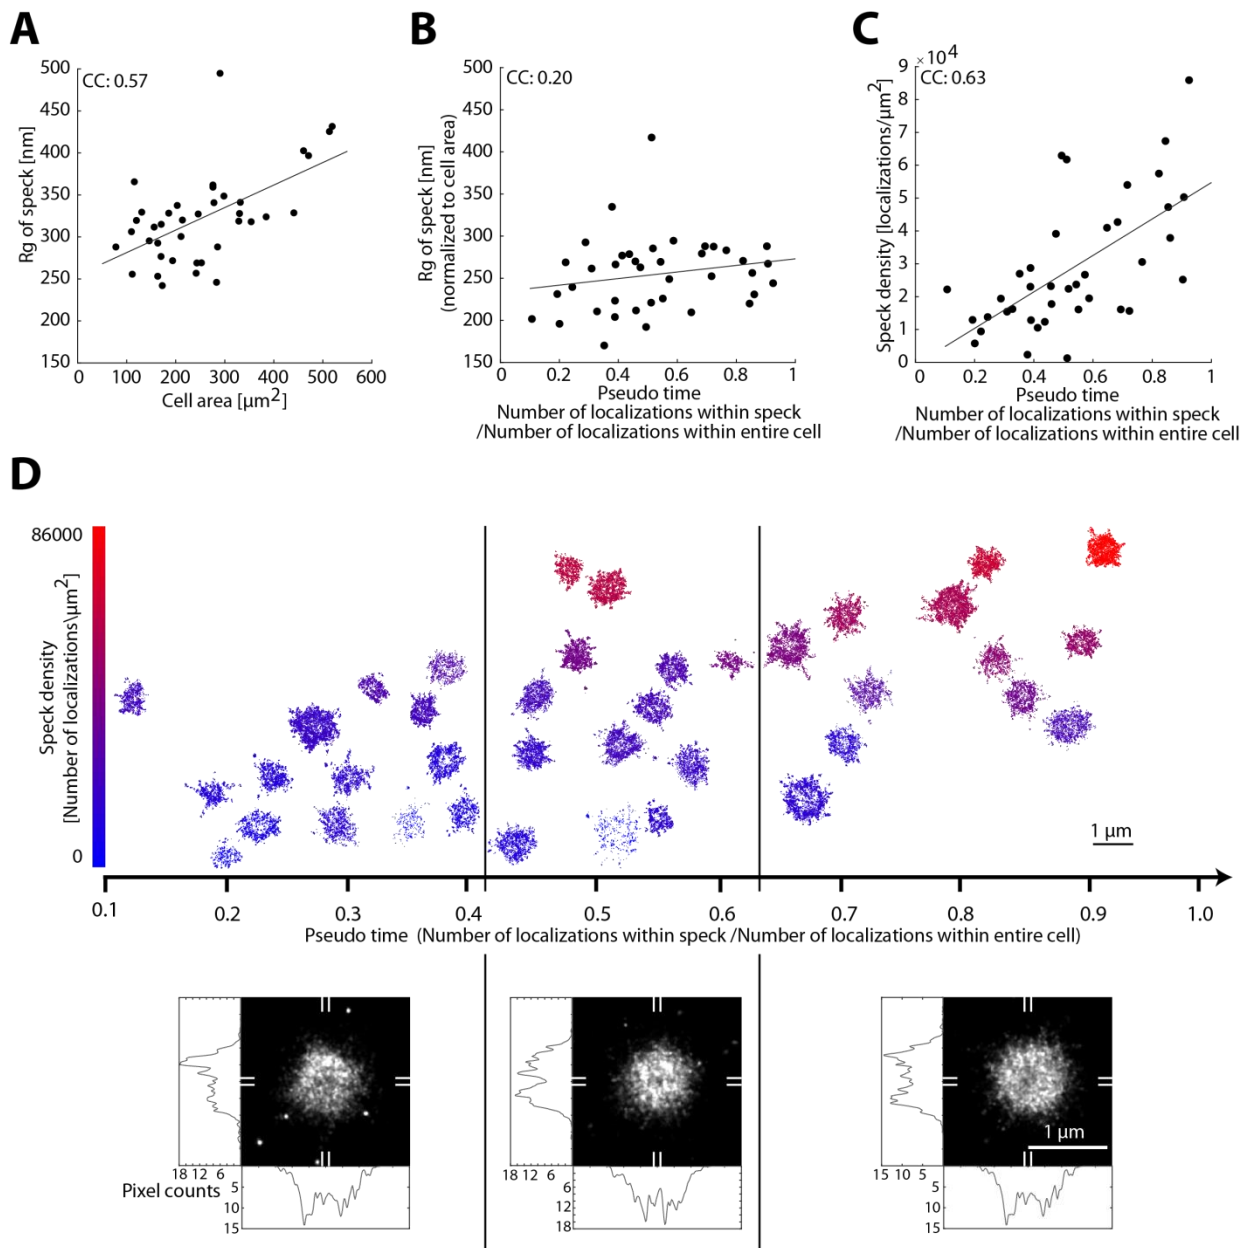 A
CC: 0.57
Rg of speck [nm]
500
450
400
350
300
250
200
150
0 100 200 300 400 500 600
Cell area [µm2]
B
CC: 0.20
Rg of speck [nm]
(normalized to cell area)
500
450
400
350
300
250
200
150
0 0.2 0.4 0.6 0.8 1
Pseudo time
Number of localizations within speck
/Number of localizations within entire cell
C
×10^4
CC: 0.63
Speck density [localizations/µm2]
9
8
7
6
5
4
3
2
1
0
0 0.2 0.4 0.6 0.8 1
Pseudo time
Number of localizations within speck
/Number of localizations within entire cell
D
86000
Speck density
[Number of localizations\µm2]
0
1 µm
0.1 0.2 0.3 0.4 0.5 0.6 0.7 0.8 0.9 1.0
Pseudo time (Number of localizations within speck /Number of localizations within entire cell)
18 12 6
Pixel counts
5
10
15
18 12 6
6
12
18
1 µm
15 10 5
5
10
15